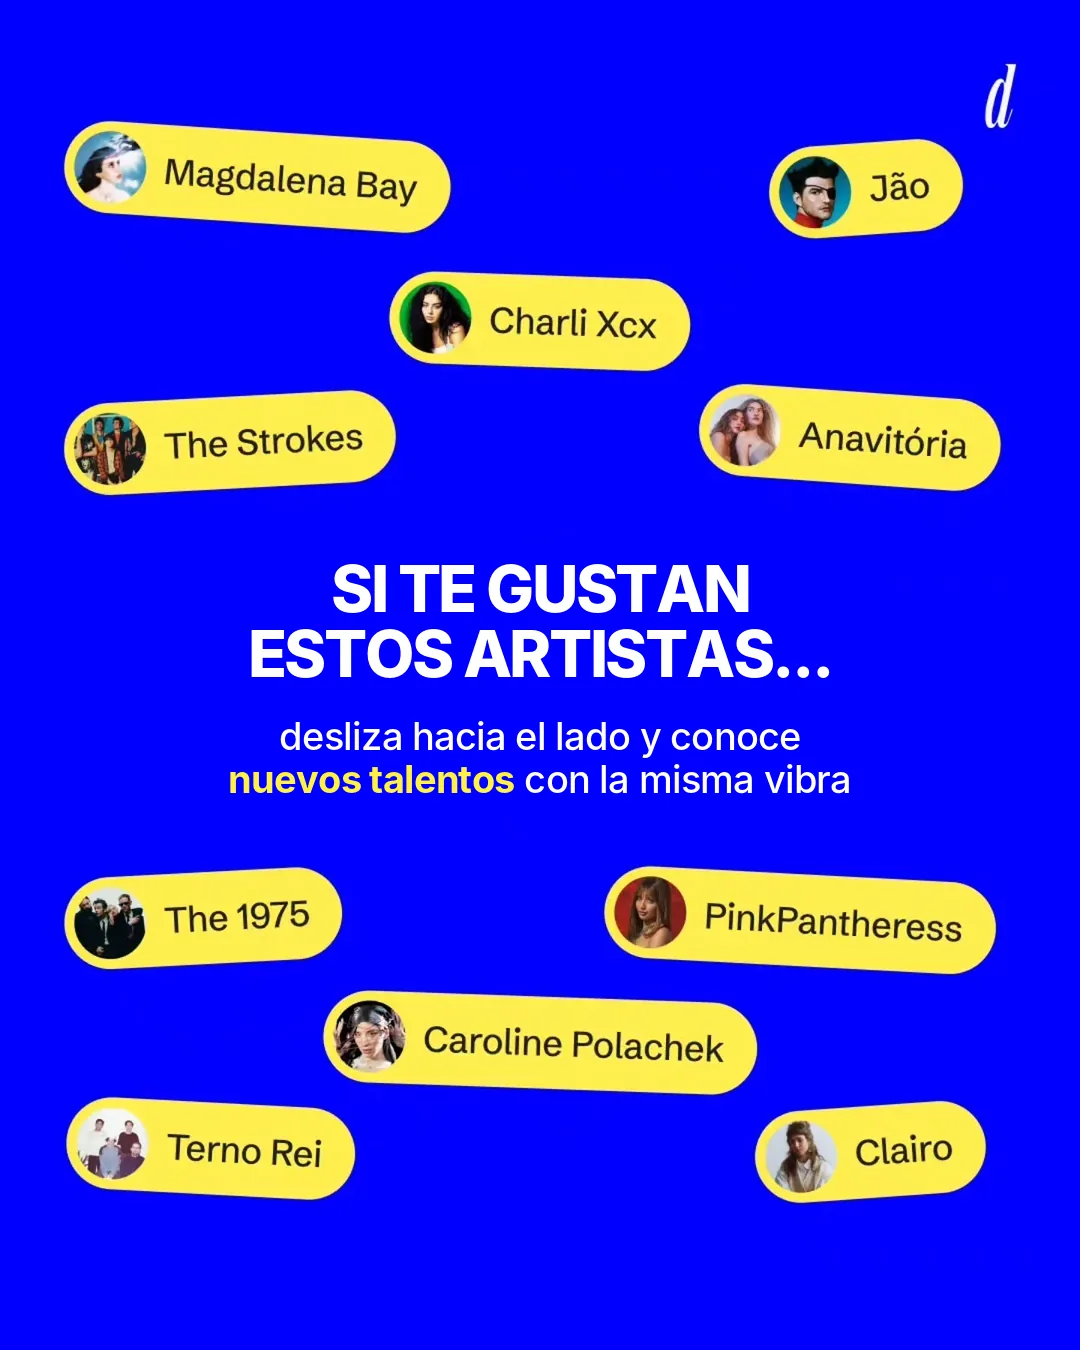 d
Magdalena Bay
Jão
Charli Xcx
The Strokes
Anavitória
SI TE GUSTAN
ESTOS ARTISTAS...
desliza hacia el lado y conoce
nuevos talentos con la misma vibra
The 1975
PinkPantheress
Caroline Polachek
Terno Rei
Clairo